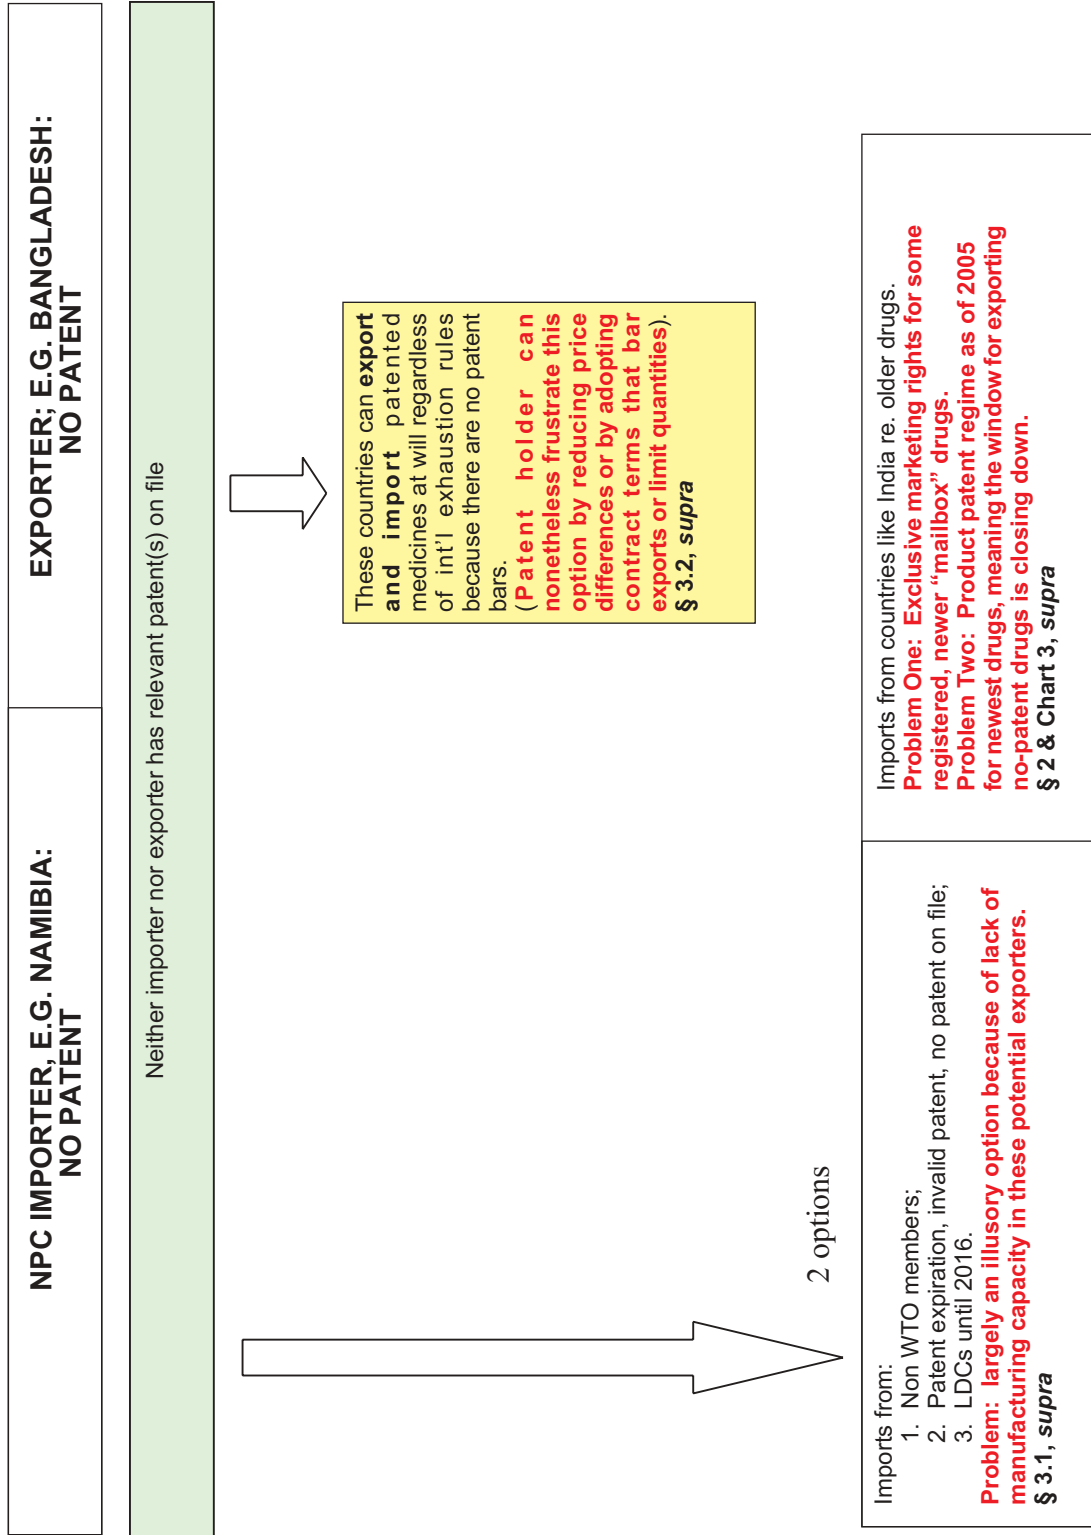 NPC IMPORTER, E.G. NAMIBIA:
NO PATENT
EXPORTER; E.G. BANGLADESH:
NO PATENT
Neither importer nor exporter has relevant patent(s) on file
These countries can export
and import patented
medicines at will regardless
of int'l exhaustion rules
because there are no patent
bars.
(Patent holder can
nonetheless frustrate this
option by reducing price
differences or by adopting
contract terms that bar
exports or limit quantities).
§ 3.2, supra
2 options
Imports from:
1. Non WTO members;
2. Patent expiration, invalid patent, no patent on file;
3. LDCs until 2016.
Problem: largely an illusory option because of lack of
manufacturing capacity in these potential exporters.
§ 3.1, supra
Imports from countries like India re. older drugs.
Problem One: Exclusive marketing rights for some
registered, newer “mailbox” drugs.
Problem Two: Product patent regime as of 2005
for newest drugs, meaning the window for exporting
no-patent drugs is closing down.
§ 2 & Chart 3, supra